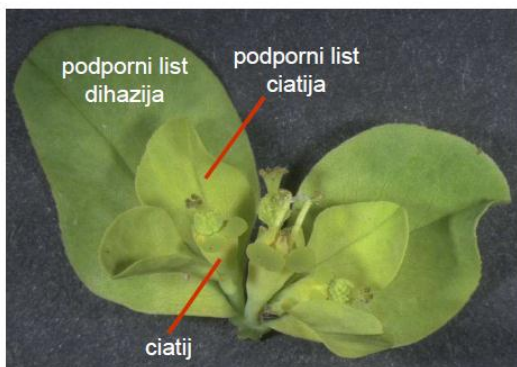 podporni list
dihazija
podporni list
ciatija
ciatij